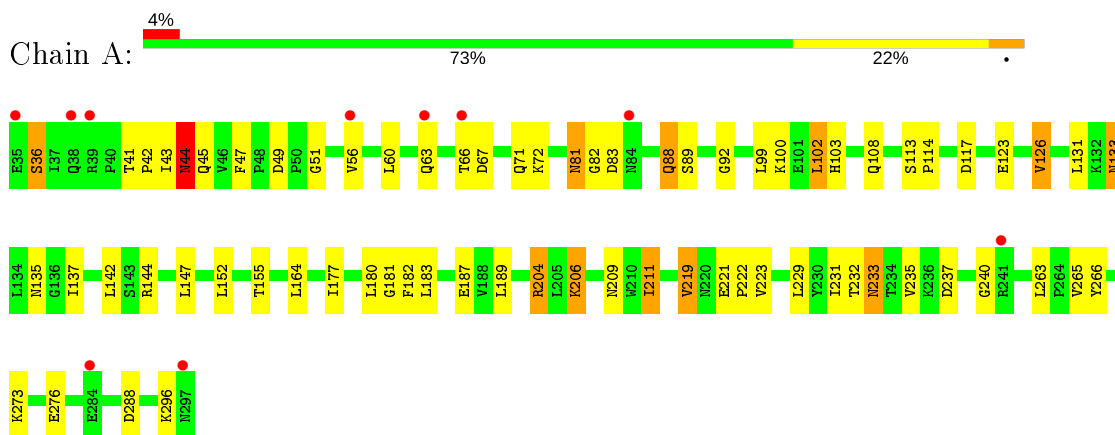 4%
Chain A:
73% 22% •
E35 S36 I37 Q38 R39 P40 T41 P42 I43 N44 Q45 V46 F47 P48 D49 P50 G51 V56 L60 Q63 T66 D67 Q71 K72 N81 G82 D83 N84 Q88 S89 G92 L99 K100 E101 L102 H103 Q108 S113 P114 D117 E123 V126 L131 K132 N133
L134 N135 G136 I137 L142 S143 R144 L147 L152 T155 L164 I177 L180 G181 F182 L183 E187 V188 L189 R204 L205 K206 N209 W210 I211 V219 N220 E221 P222 V223 L229 Y230 I231 T232 N233 T234 V235 K236 D237 G240 R241 L263 P264 V265 Y266
K273 E276 E284 D288 K296 N297